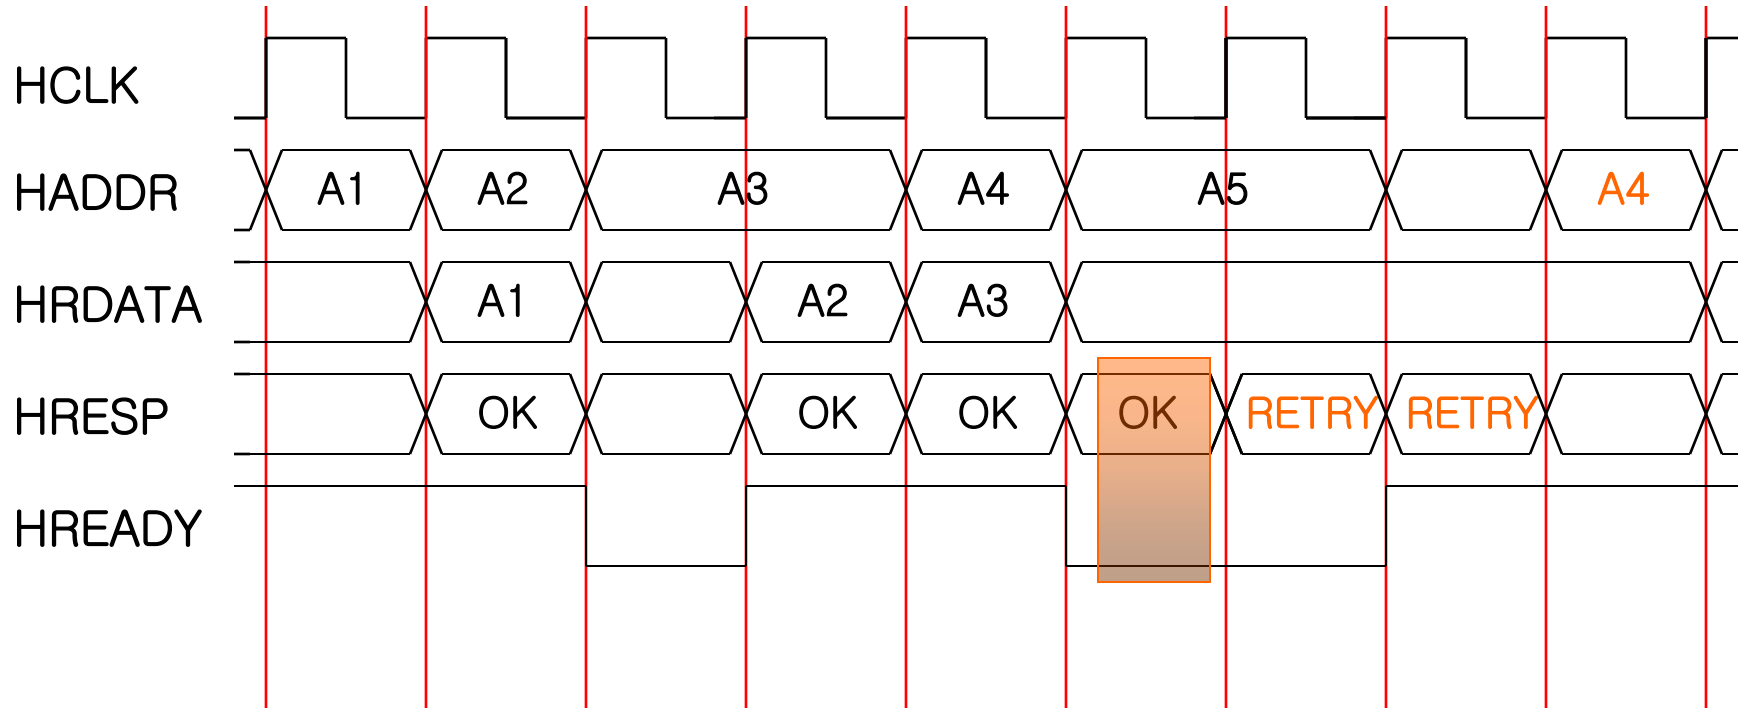 HCLK
HADDR A1 A2 A3 A4 A5 A4
HRDATA A1 A2 A3
HRESP OK OK OK OK RETRY RETRY
HREADY